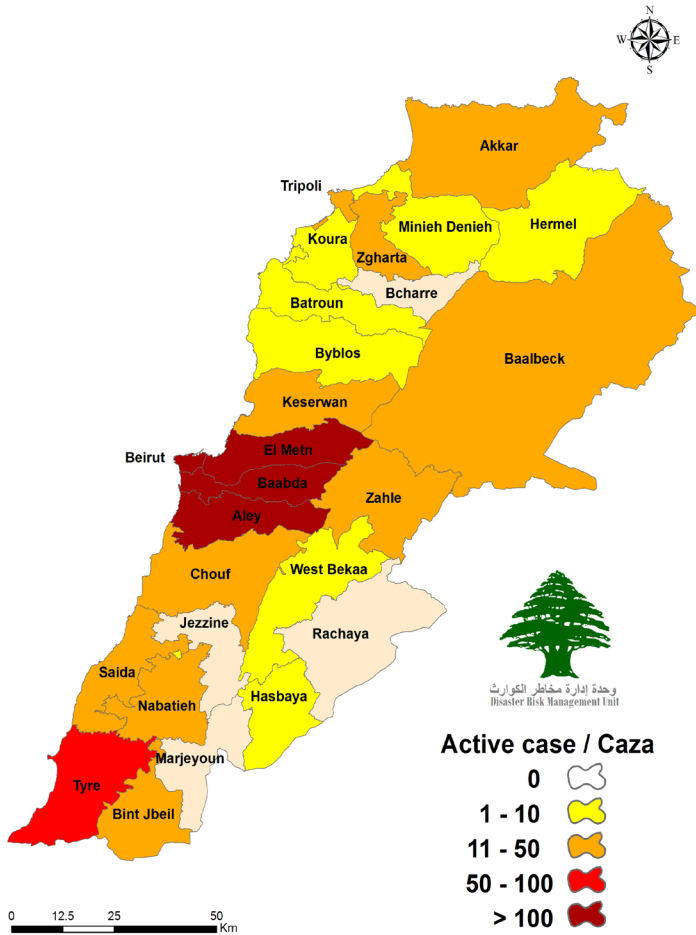 N
W E
S
Akkar
Tripoli
Minieh Denieh
Hermel
Koura
Zgharta
Bcharre
Batroun
Byblos
Baalbeck
Keserwan
El Metn
Beirut
Baabda
Zahle
Aley
West Bekaa
Chouf
Jezzine
Rachaya
Saida
Hasbaya
Nabatieh
Marjeyoun
Tyre
Bint Jbeil
وحدة إدارة مخاطر الكوارث
Disaster Risk Management Unit
Active case / Caza
0
1 - 10
11 - 50
50 - 100
> 100
0 12.5 25 50
Km